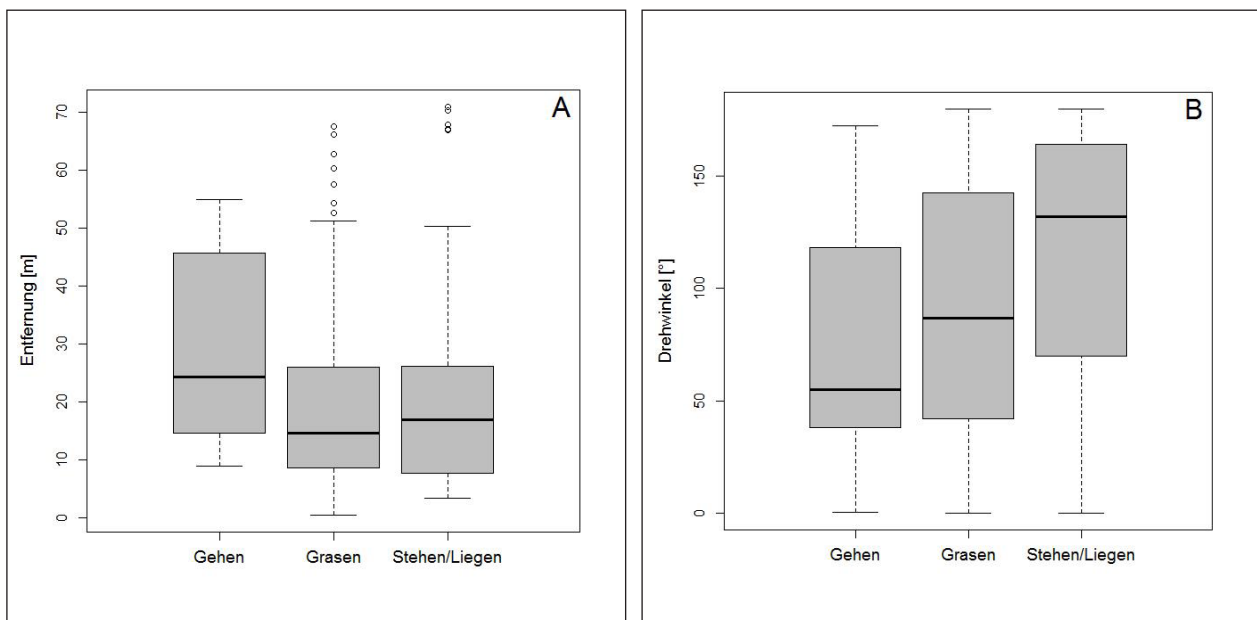 A
Entfernung [m]
70
60
50
40
30
20
10
0
Gehen Grasen Stehen/Liegen
B
Drehwinkel [°]
150
100
50
0
Gehen Grasen Stehen/Liegen